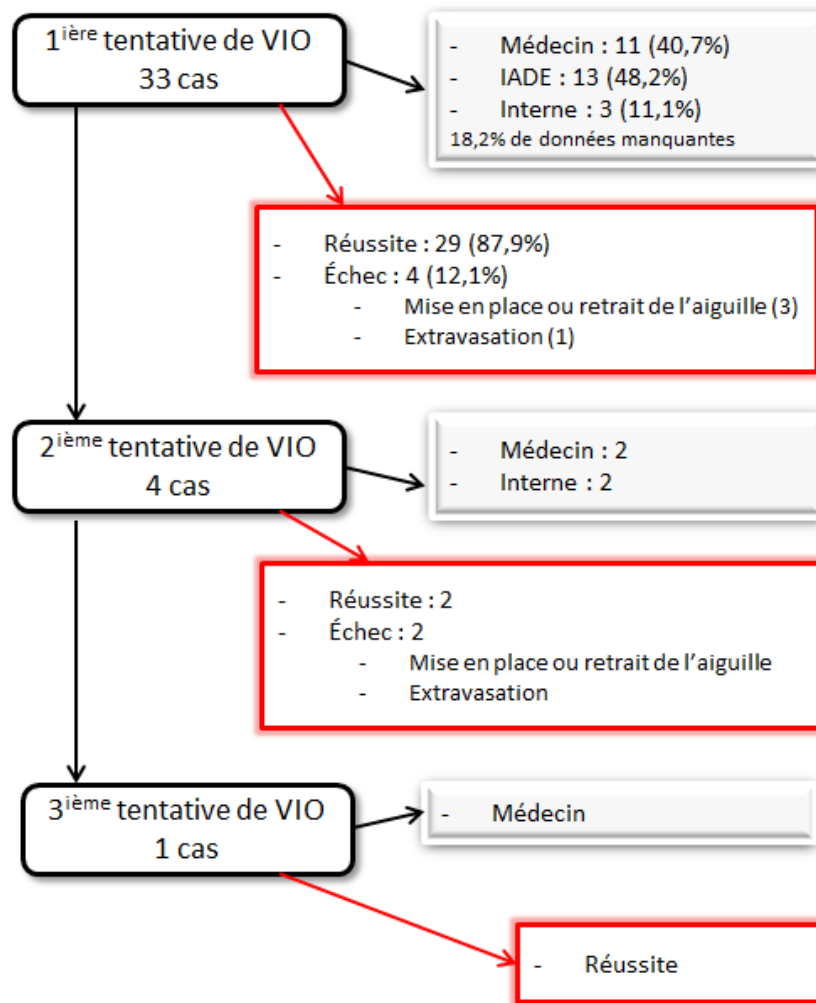 1ière tentative de VIO
33 cas
- Médecin : 11 (40,7%)
- IADE : 13 (48,2%)
- Interne : 3 (11,1%)
18,2% de données manquantes
- Réussite : 29 (87,9%)
- Échec : 4 (12,1%)
- Mise en place ou retrait de l’aiguille (3)
- Extravasation (1)
2ième tentative de VIO
4 cas
- Médecin : 2
- Interne : 2
- Réussite : 2
- Échec : 2
- Mise en place ou retrait de l’aiguille
- Extravasation
3ième tentative de VIO
1 cas
- Médecin
- Réussite